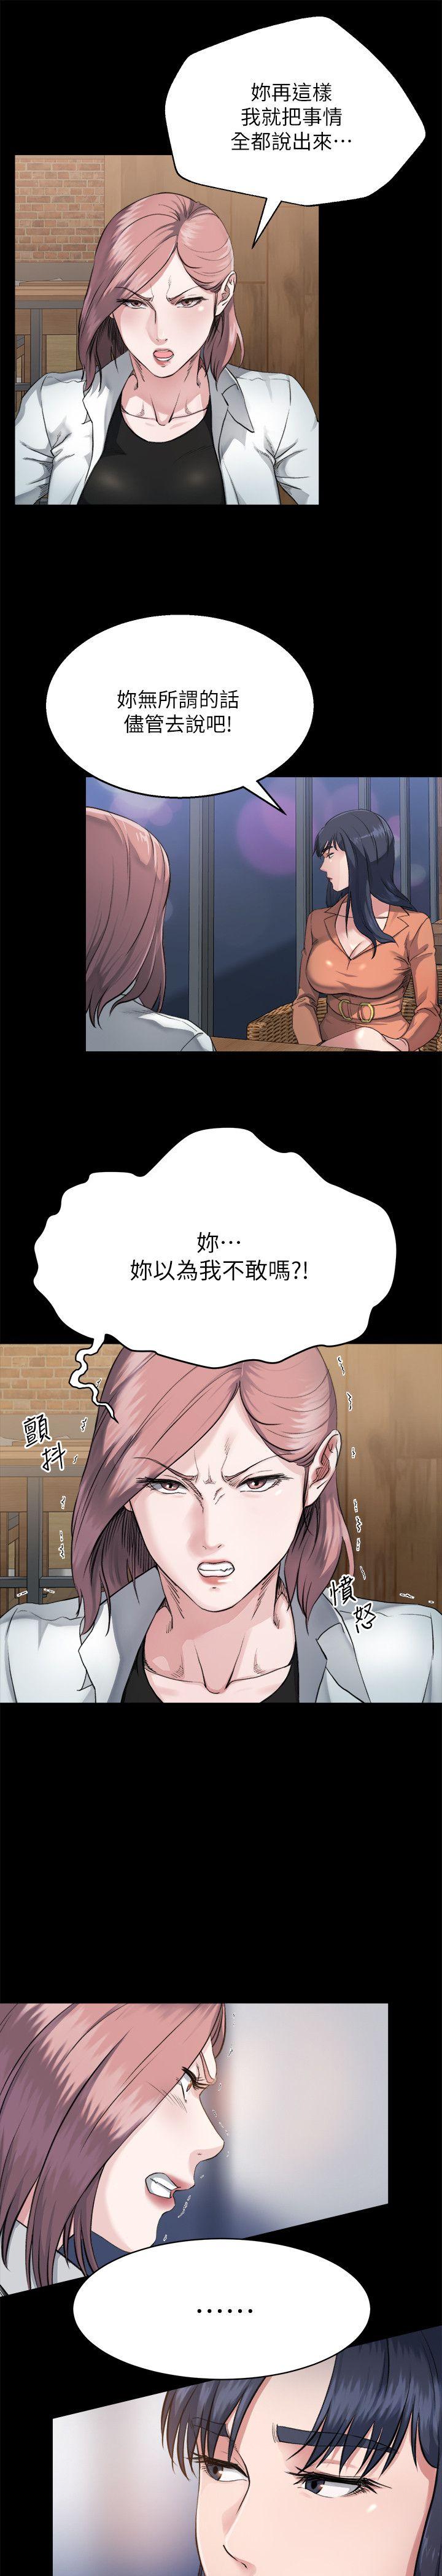 妳再這樣
我就把事情
全都說出來…
妳無所謂的話
儘管去說吧!
妳…
妳以為我不敢嗎?!
顫抖
憤怒
……